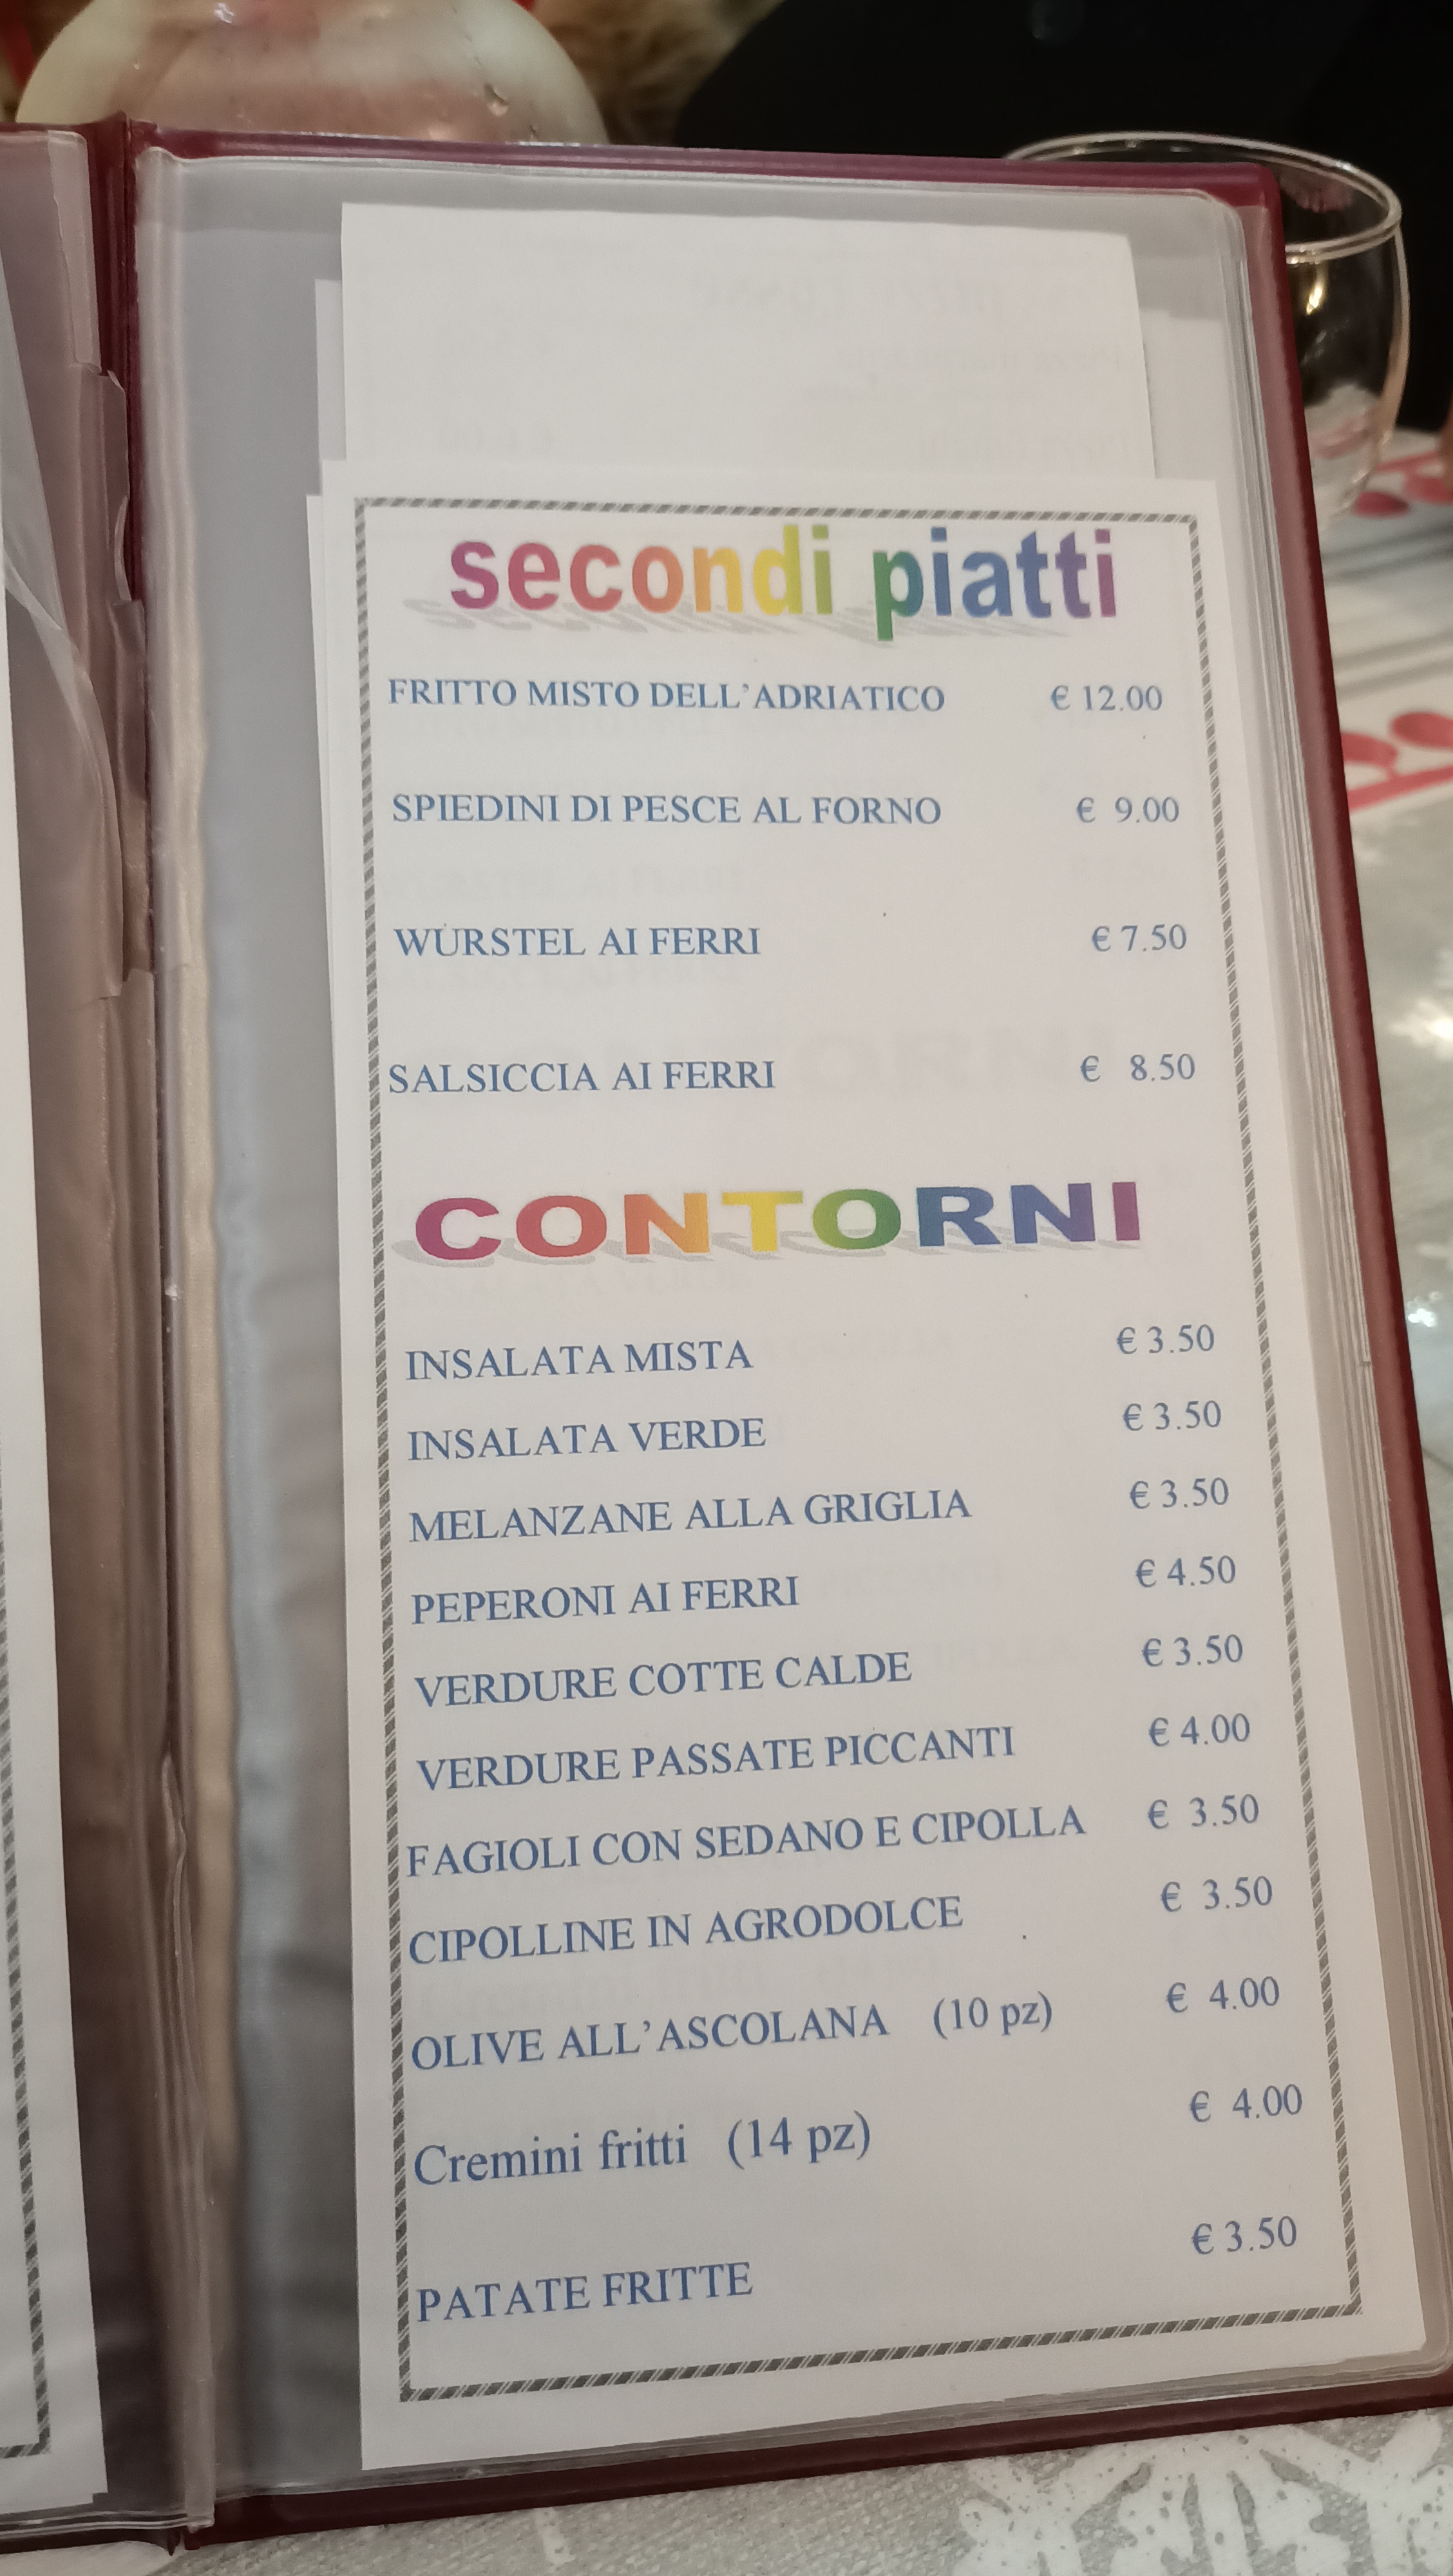 secondi piatti
FRITTO MISTO DELL'ADRIATICO € 12.00
SPIEDINI DI PESCE AL FORNO € 9.00
WÜRSTEL AI FERRI € 7.50
SALSICCIA AI FERRI € 8.50
CONTORNI
INSALATA MISTA € 3.50
INSALATA VERDE € 3.50
MELANZANE ALLA GRIGLIA € 3.50
PEPERONI AI FERRI € 4.50
VERDURE COTTE CALDE € 3.50
VERDURE PASSATE PICCANTI € 4.00
FAGIOLI CON SEDANO E CIPOLLA € 3.50
CIPOLLINE IN AGRODOLCE € 3.50
OLIVE ALL'ASCOLANA (10 pz) € 4.00
Cremini fritti (14 pz) € 4.00
PATATE FRITTE € 3.50